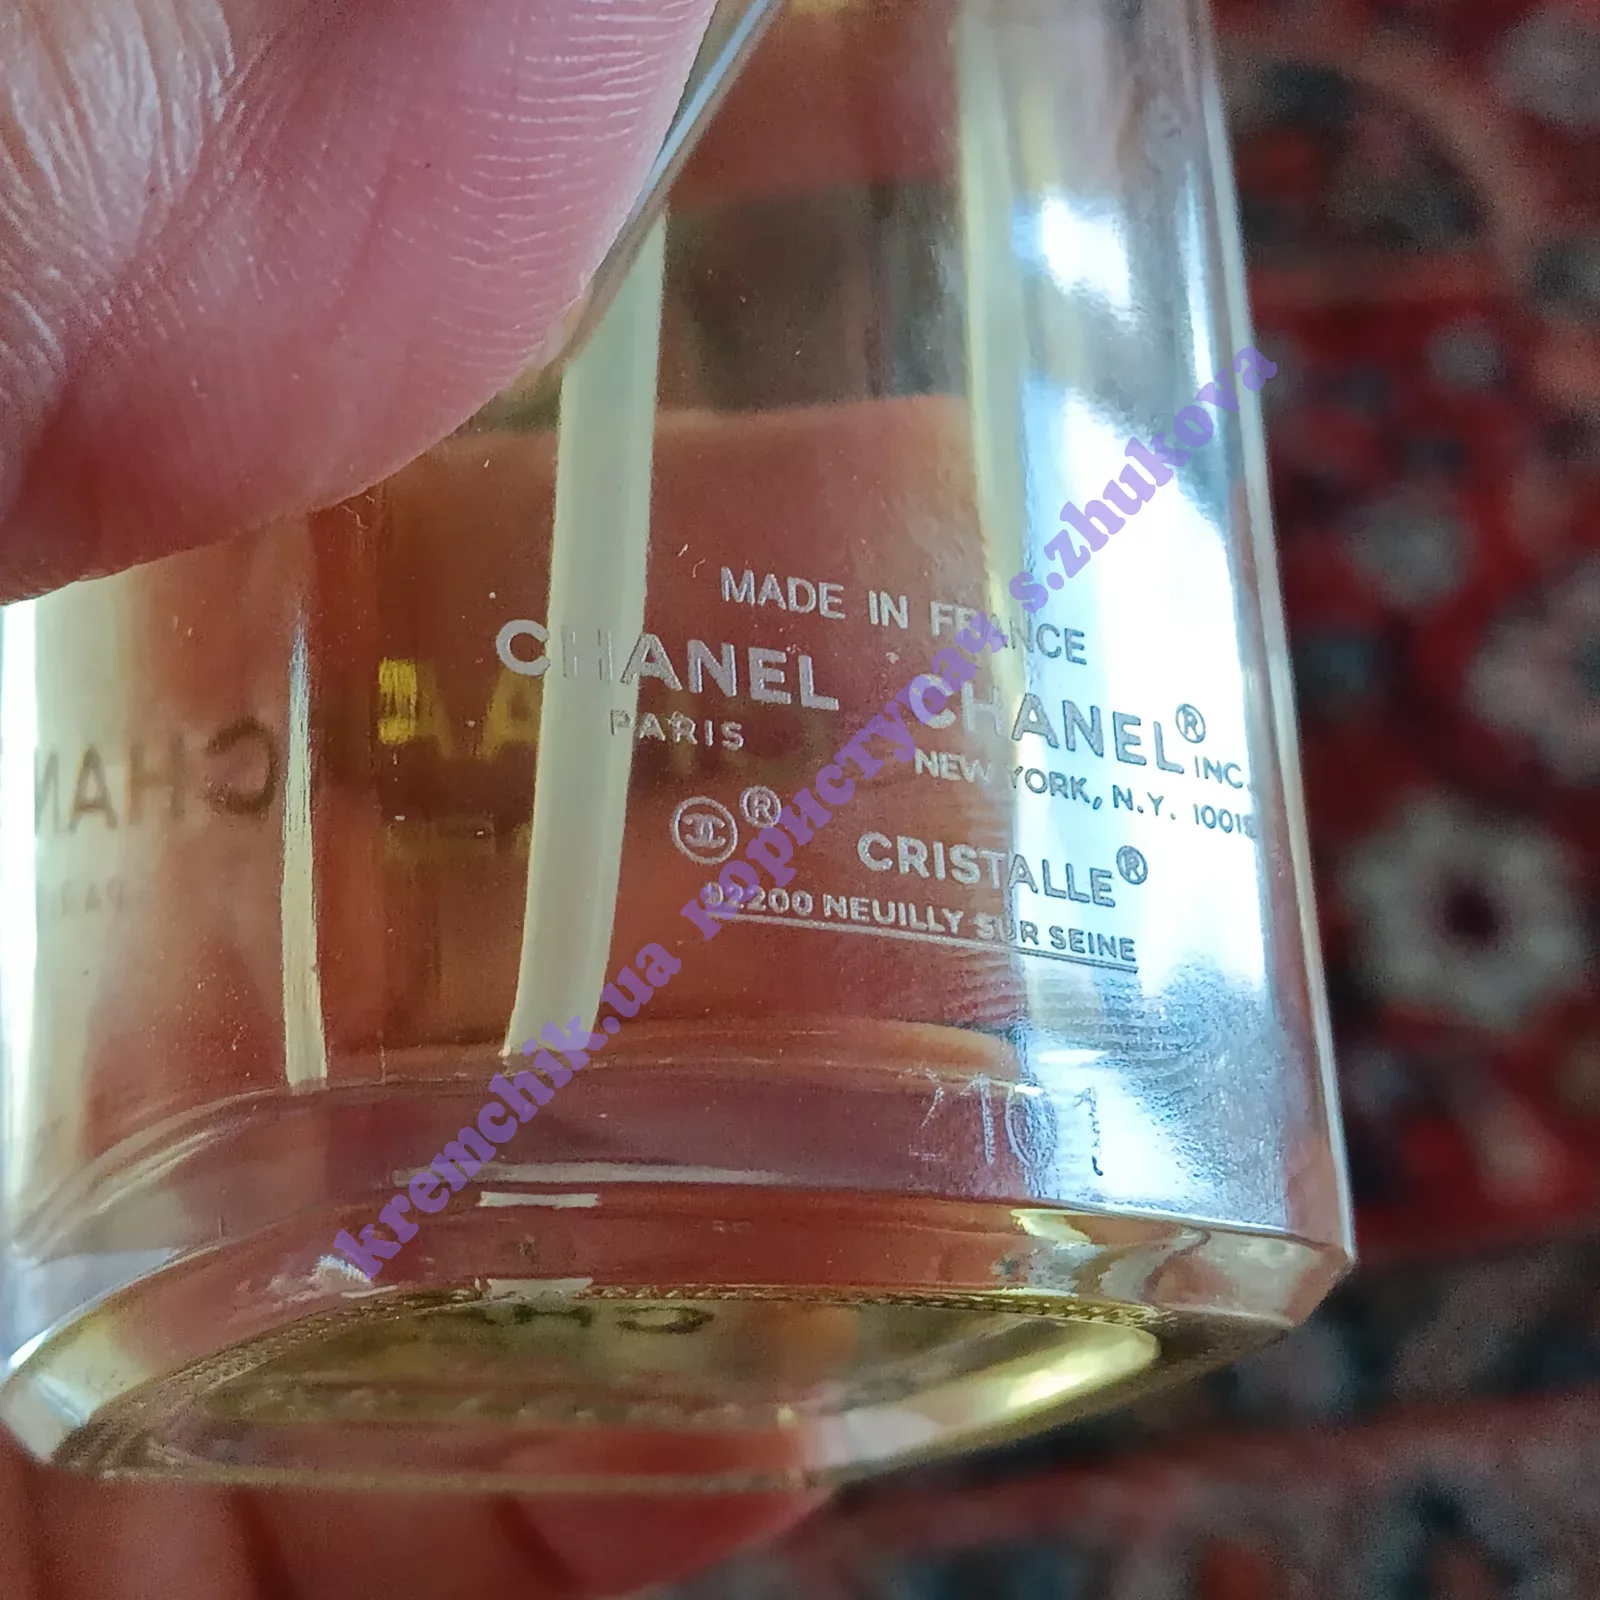 MADE IN FRANCE
CHANEL
PARIS
CHANEL® INC.
NEW YORK, N.Y. 10019
®
CRISTALLE®
92200 NEUILLY SUR SEINE
CHAN
kremchik.ua користувач s.zhukova